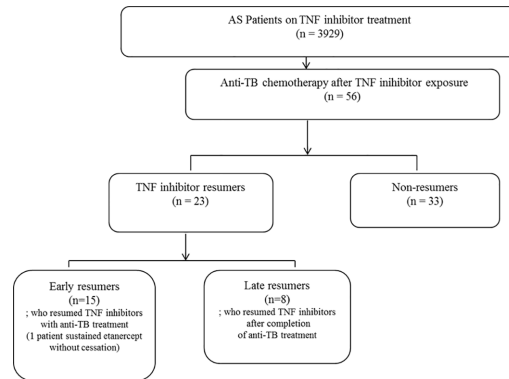 AS Patients on TNF inhibitor treatment
(n = 3929)
Anti-TB chemotherapy after TNF inihibitor exposure
(n = 56)
TNF inhibitor resumers
(n = 23)
Non-resumers
(n = 33)
Early resumers
(n=15)
; who resumed TNF inhibitors
with anti-TB treatment
(1 patient sustained etanercept
without cessation)
Late resumers
(n=8)
; who resumed TNF inhibitors
after completion
of anti-TB treatment